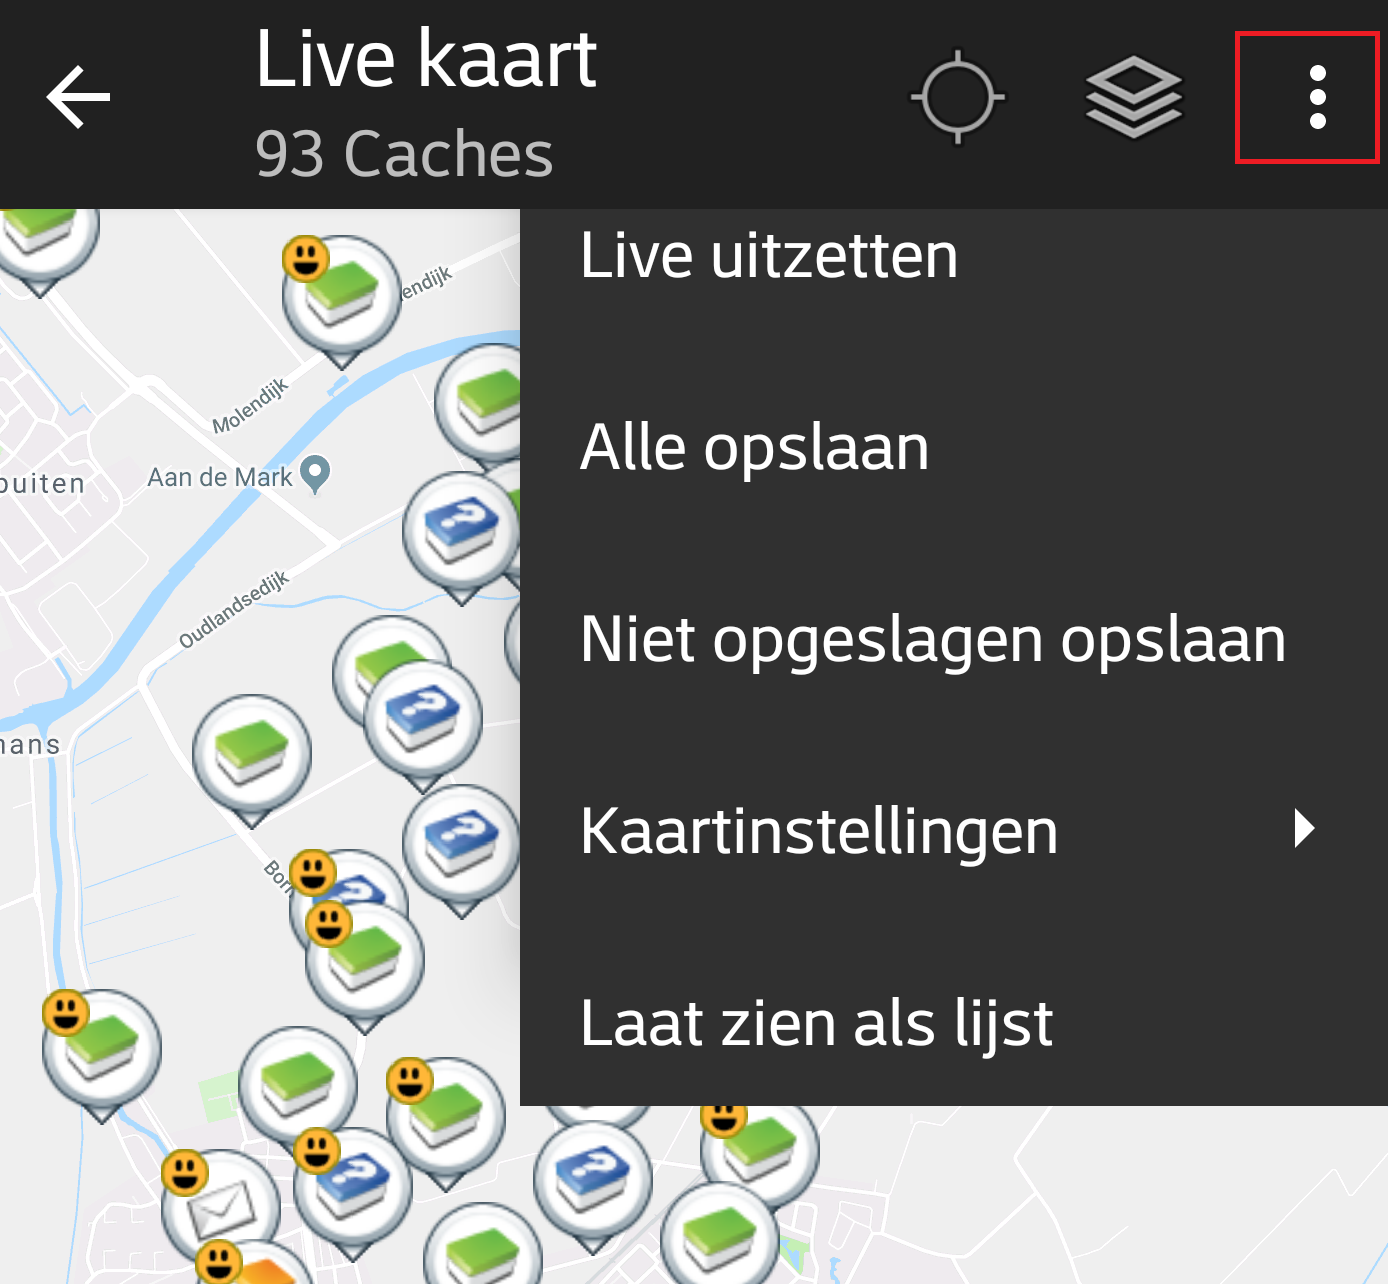 Live kaart
93 Caches
Live uitzetten
Alle opslaan
Niet opgeslagen opslaan
Kaartinstellingen
Laat zien als lijst
endijk
Molendijk
Aan de Mark
buiten
Oudlandsedijk
mans
Born